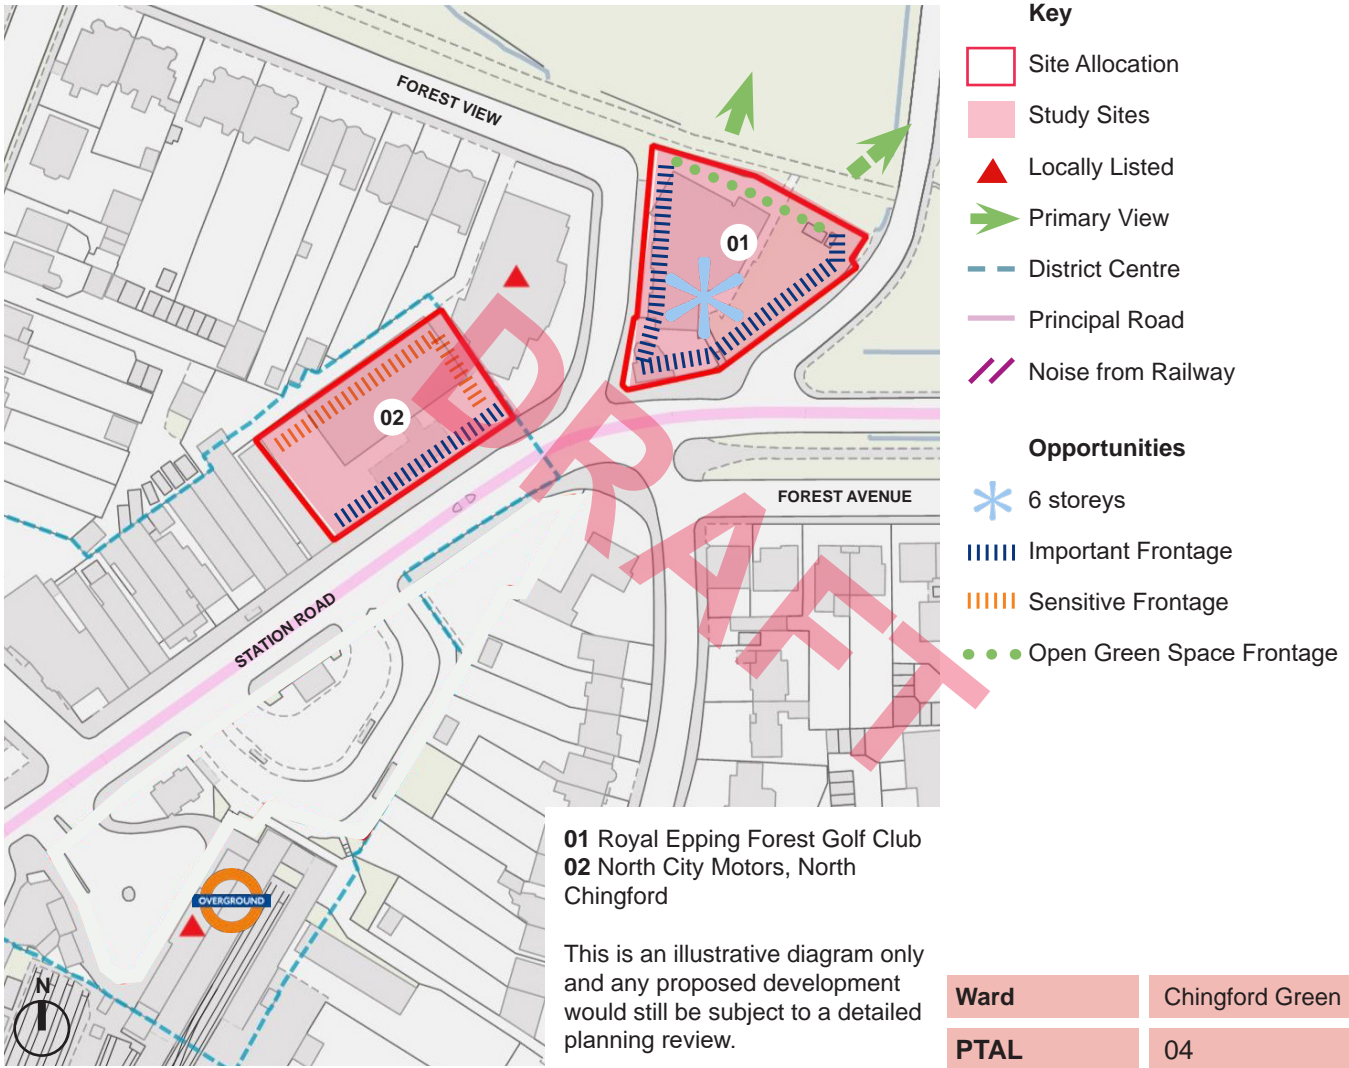 Key
Site Allocation
Study Sites
Locally Listed
Primary View
District Centre
Principal Road
Noise from Railway
Opportunities
6 storeys
Important Frontage
Sensitive Frontage
Open Green Space Frontage
FOREST VIEW
01
02
FOREST AVENUE
STATION ROAD
OVERGROUND
N
DRAFT
01 Royal Epping Forest Golf Club
02 North City Motors, North
Chingford
This is an illustrative diagram only
and any proposed development
would still be subject to a detailed
planning review.
Ward Chingford Green
PTAL 04